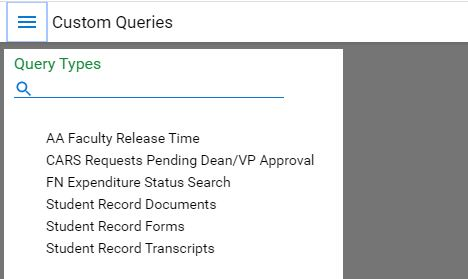 Custom Queries
Query Types
AA Faculty Release Time
CARS Requests Pending Dean/VP Approval
FN Expenditure Status Search
Student Record Documents
Student Record Forms
Student Record Transcripts